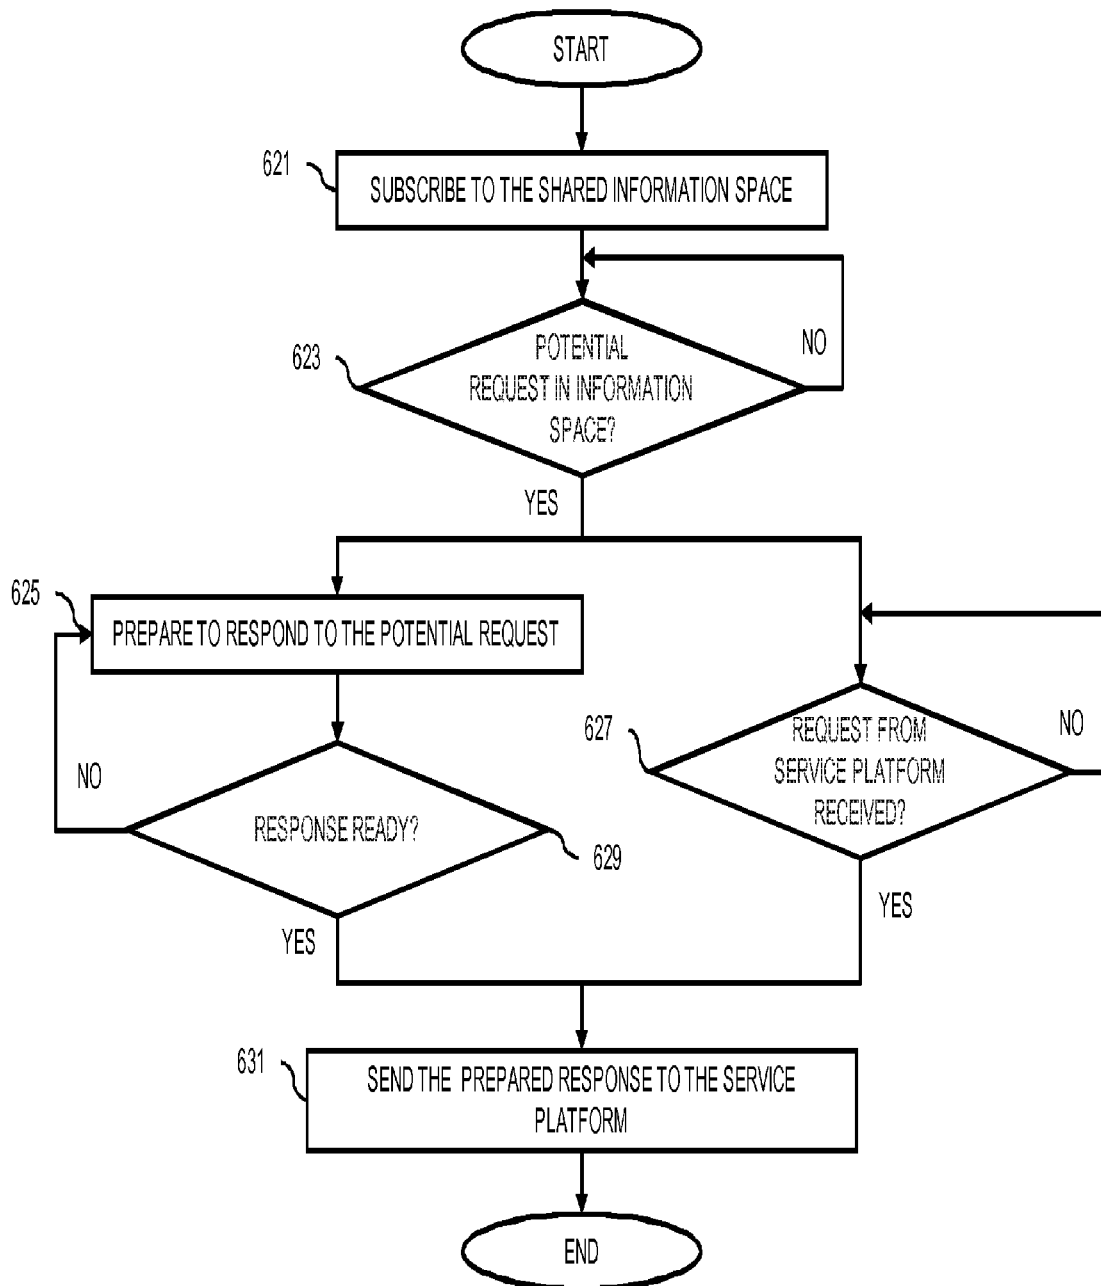 START
621
SUBSCRIBE TO THE SHARED INFORMATION SPACE
623
POTENTIAL
REQUEST IN INFORMATION
SPACE?
NO
YES
625
PREPARE TO RESPOND TO THE POTENTIAL REQUEST
627
REQUEST FROM
SERVICE PLATFORM
RECEIVED?
NO
NO
RESPONSE READY?
629
YES
YES
631
SEND THE PREPARED RESPONSE TO THE SERVICE
PLATFORM
END